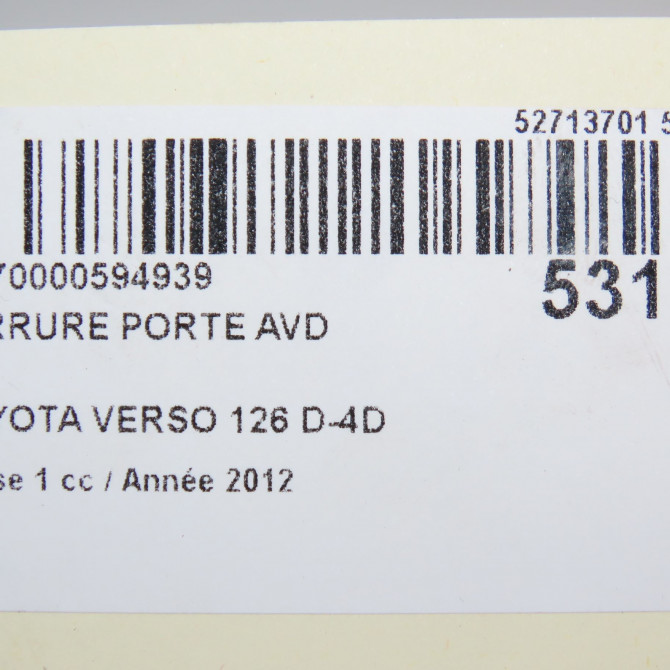 52713701 5
70000594939
531
RRURE PORTE AVD
YOTA VERSO 126 D-4D
se 1 cc / Année 2012